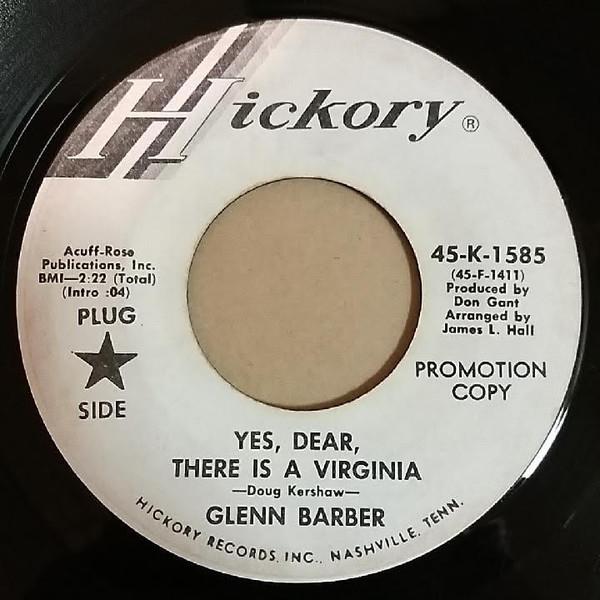 Hickory ®
Acuff-Rose
Publications, Inc.
BMI—2:22 (Total)
(Intro :04)
PLUG
SIDE
45-K-1585
(45-F-1411)
Produced by
Don Gant
Arranged by
James L. Hall
PROMOTION
COPY
YES, DEAR,
THERE IS A VIRGINIA
—Doug Kershaw—
GLENN BARBER
HICKORY RECORDS, INC., NASHVILLE, TENN.